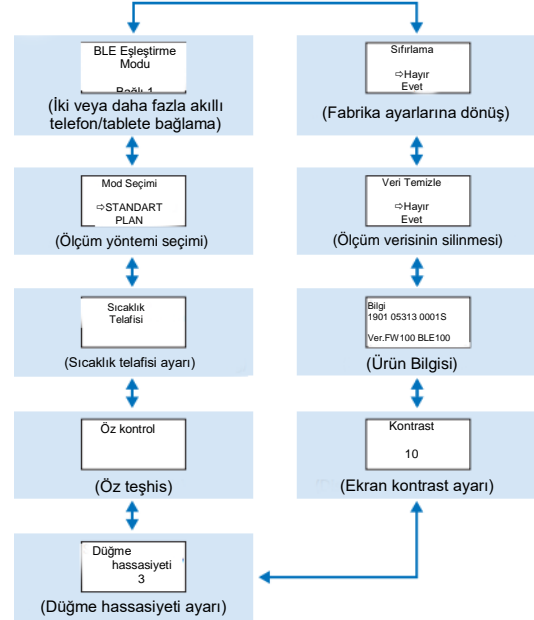 BLE Eşleştirme
Modu
Bağlı 1
(İki veya daha fazla akıllı
telefon/tablete bağlama)
Mod Seçimi
⇨STANDART
PLAN
(Ölçüm yöntemi seçimi)
Sıcaklık
Telafisi
(Sıcaklık telafisi ayarı)
Öz kontrol
(Öz teşhis)
Düğme
hassasiyeti
3
(Düğme hassasiyeti ayarı)
Sıfırlama
⇨Hayır
Evet
(Fabrika ayarlarına dönüş)
Veri Temizle
⇨Hayır
Evet
(Ölçüm verisinin silinmesi)
Bilgi
1901 05313 0001S
Ver.FW100 BLE100
(Ürün Bilgisi)
Kontrast
10
(Ekran kontrast ayarı)